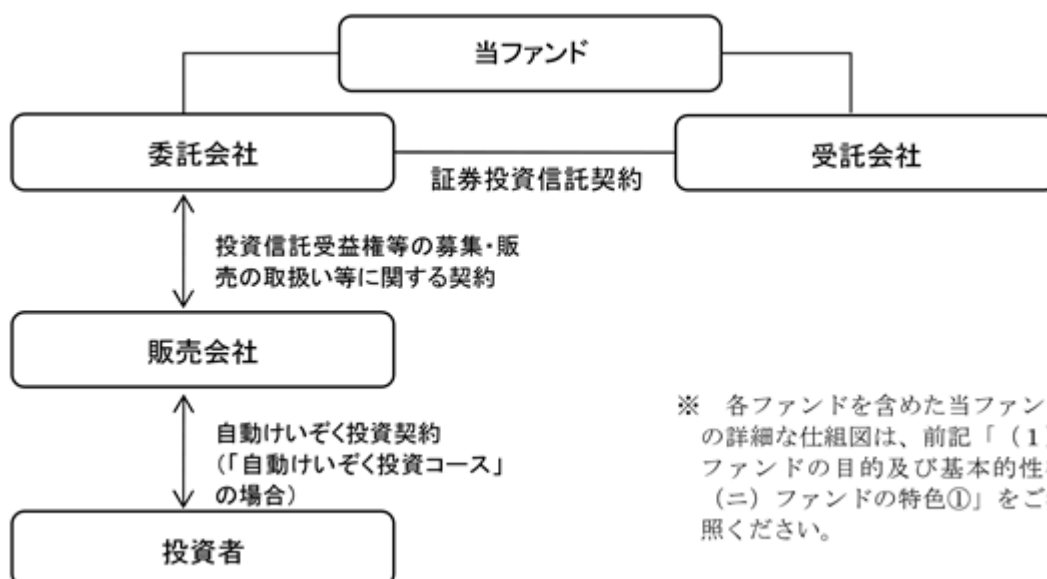 当ファンド
委託会社
受託会社
証券投資信託契約
投資信託受益権等の募集・販
売の取扱い等に関する契約
販売会社
自動けいぞく投資契約
(「自動けいぞく投資コース」
の場合)
投資者
※　各ファンドを含めた当ファン
の詳細な仕組図は、前記「（１
ファンドの目的及び基本的性
（ニ）ファンドの特色①」をご
照ください。